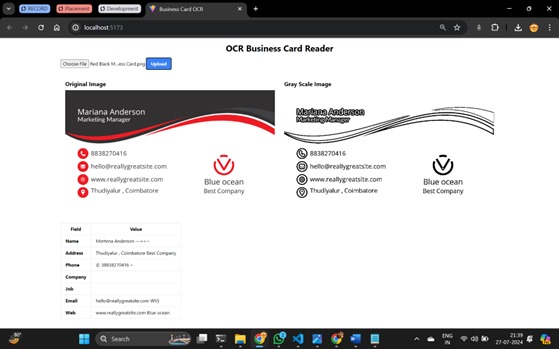 RECORD
Placement
Development
Business Card OCR
localhost:5173
OCR Business Card Reader
Choose File Red Black M...ess Card.png Upload
Original Image
Gray Scale Image
Mariana Anderson
Marketing Manager
8838270416
hello@reallygreatsite.com
www.reallygreatsite.com
Thudiyalur , Coimbatore
Blue ocean
Best Company
Mariana Anderson
Marketing Manager
8838270416
hello@reallygreatsite.com
www.reallygreatsite.com
Thudiyalur , Coimbatore
Blue ocean
Best Company
Field Value
Name Mertena Anderson
Address Thudiyalur , Coimbatore Best Company
Phone © 38838270416 ~
Company
Job
Email hello@reallygreatsite.com
Web www.reallygreatsite.com Blue ocean
80°
Search
ENG
IN
21:39
27-07-2024